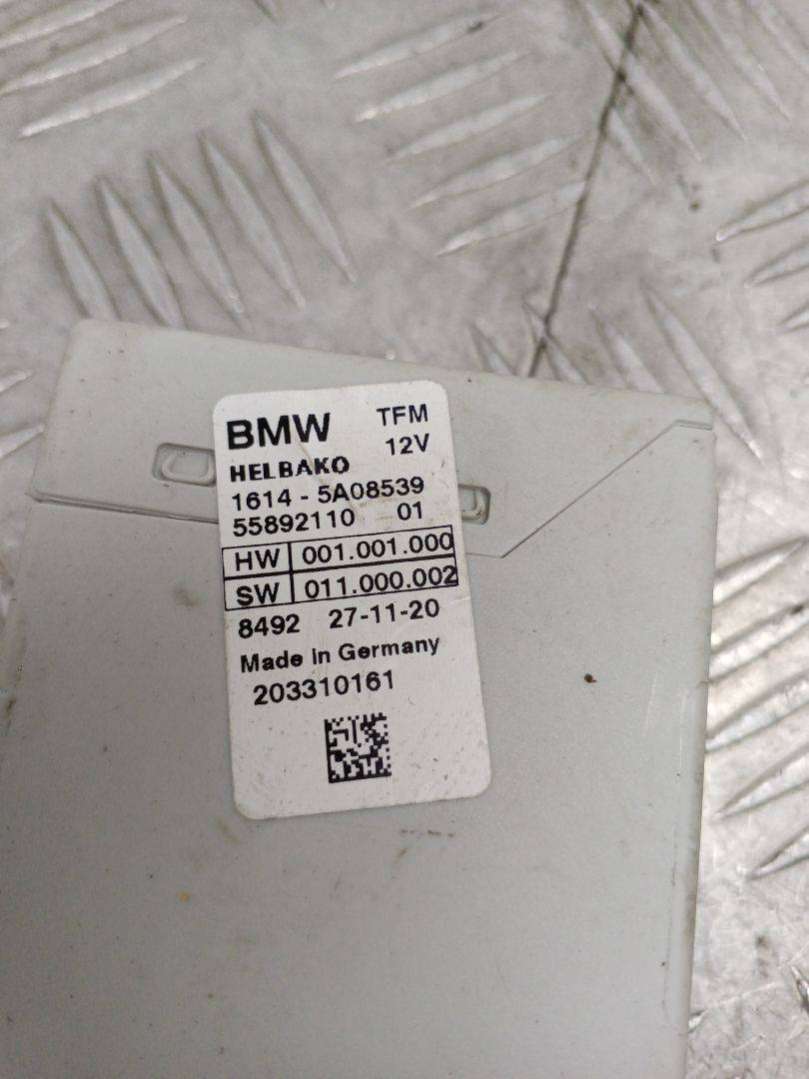 BMW TFM
HELBAKO 12V
1614 - 5A08539
55892110 01
HW 001.001.000
SW 011.000.002
8492 27-11-20
Made in Germany
203310161